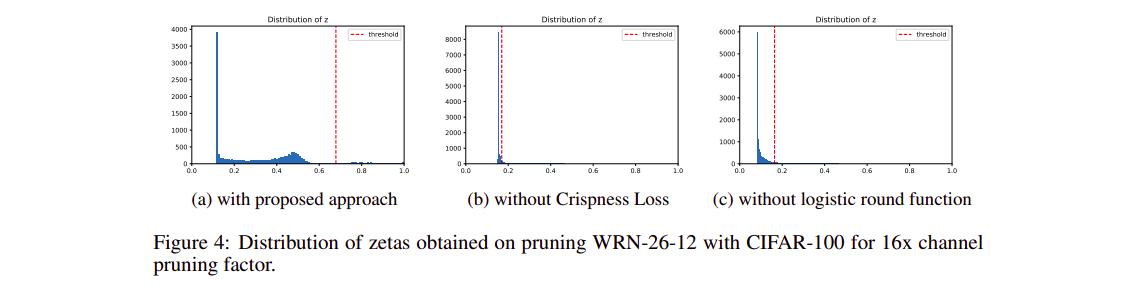 Distribution of z
threshold
4000
3500
3000
2500
2000
1500
1000
500
0
0.0 0.2 0.4 0.6 0.8 1.0
(a) with proposed approach
Distribution of z
threshold
8000
7000
6000
5000
4000
3000
2000
1000
0
0.0 0.2 0.4 0.6 0.8 1.0
(b) without Crispness Loss
Distribution of z
threshold
6000
5000
4000
3000
2000
1000
0
0.0 0.2 0.4 0.6 0.8 1.0
(c) without logistic round function
Figure 4: Distribution of zetas obtained on pruning WRN-26-12 with CIFAR-100 for 16x channel
pruning factor.